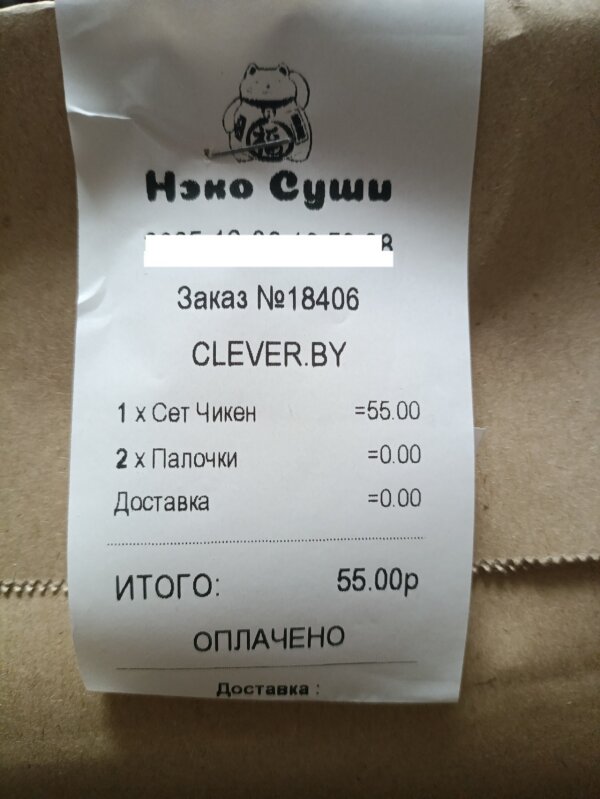 Нэко Суши
Заказ №18406
CLEVER.BY
1 x Сет Чикен =55.00
2 x Палочки =0.00
Доставка =0.00
ИТОГО: 55.00р
ОПЛАЧЕНО
Доставка :